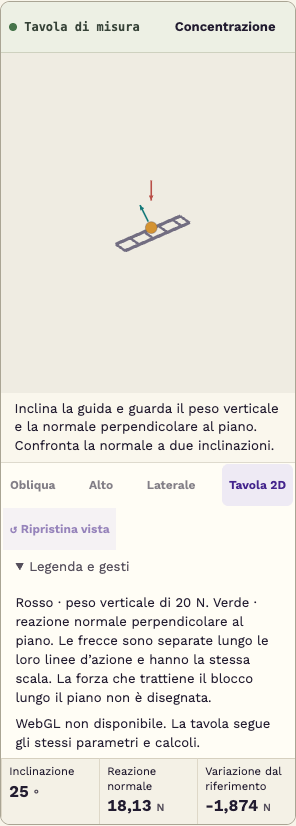 Tavola di misura
Concentrazione
Inclina la guida e guarda il peso verticale
e la normale perpendicolare al piano.
Confronta la normale a due inclinazioni.
Obliqua
Alto
Laterale
Tavola 2D
↺ Ripristina vista
▼ Legenda e gesti
Rosso · peso verticale di 20 N. Verde ·
reazione normale perpendicolare al
piano. Le frecce sono separate lungo le
loro linee d’azione e hanno la stessa
scala. La forza che trattiene il blocco
lungo il piano non è disegnata.
WebGL non disponibile. La tavola segue
gli stessi parametri e calcoli.
Inclinazione
25 °
Reazione
normale
18,13 N
Variazione dal
riferimento
-1,874 N